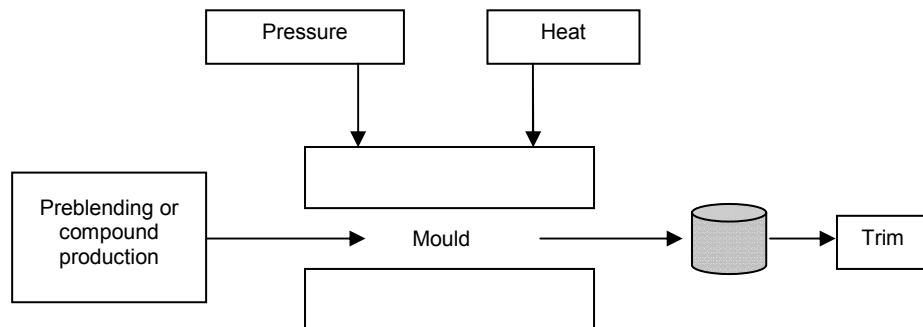 Pressure
Heat
Preblending or
compound
production
Mould
Trim